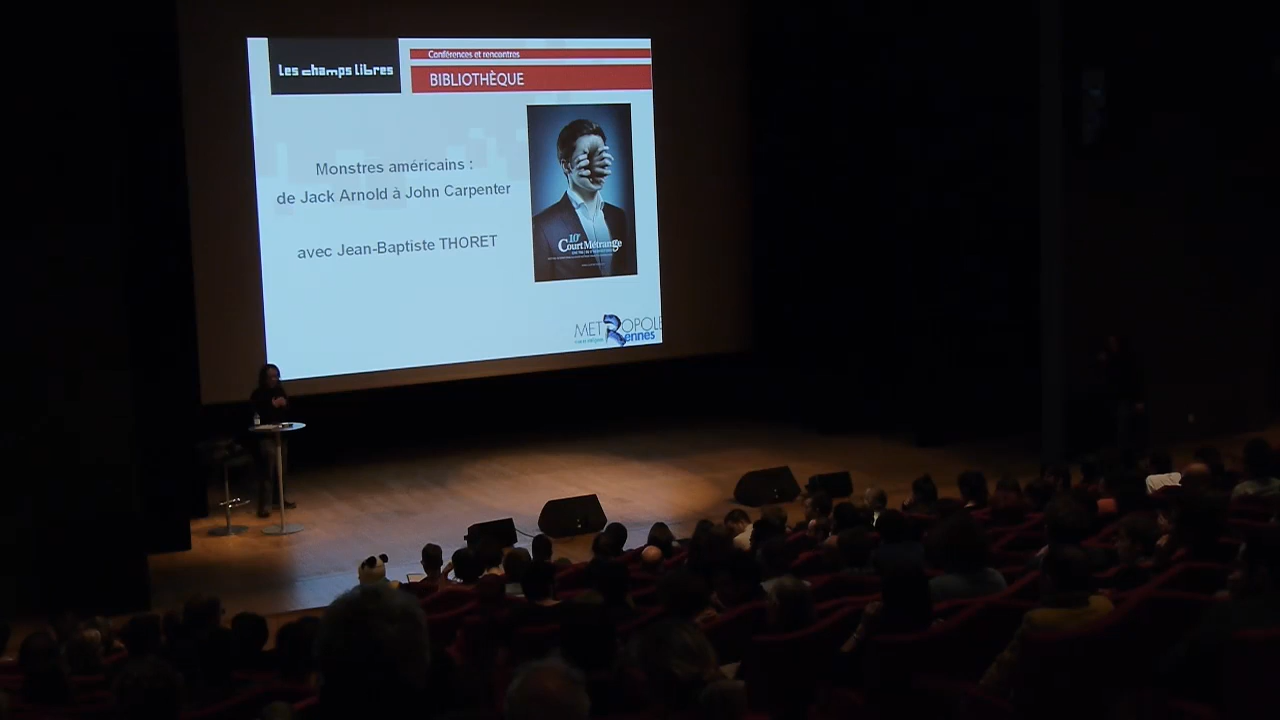 Les champs Libres
Conférences et rencontres
BIBLIOTHÈQUE
Monstres américains :
de Jack Arnold à John Carpenter
avec Jean-Baptiste THORET
10e
Court Métrange
METROPOLE
Rennes